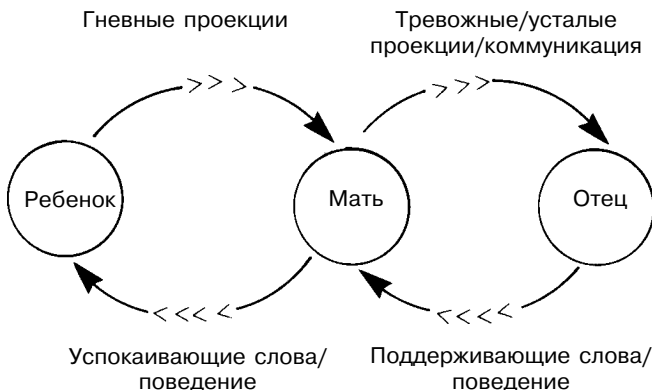 Гневные проекции
Тревожные/усталые
проекции/коммуникация
Ребенок
Мать
Отец
Успокаивающие слова/
поведение
Поддерживающие слова/
поведение